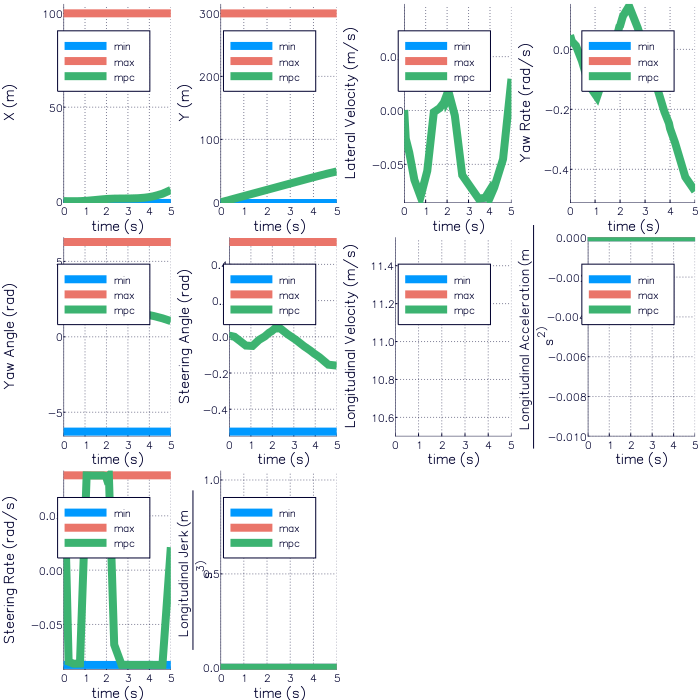 X (m)
100
50
0
min
max
mpc
0 1 2 3 4 5
time (s)
Y (m)
300
200
100
0
min
max
mpc
0 1 2 3 4 5
time (s)
Lateral Velocity (m/s)
0.00
−0.05
min
max
mpc
0 1 2 3 4 5
time (s)
Yaw Rate (rad/s)
0.0
−0.2
−0.4
min
max
mpc
0 1 2 3 4 5
time (s)
Yaw Angle (rad)
5
0
−5
min
max
mpc
0 1 2 3 4 5
time (s)
Steering Angle (rad)
0.0
−0.2
−0.4
min
max
mpc
0 1 2 3 4 5
time (s)
Longitudinal Velocity (m/s)
11.4
11.2
11.0
10.8
10.6
min
max
mpc
0 1 2 3 4 5
time (s)
Longitudinal Acceleration (m
s^2)
0.000
−0.006
−0.008
−0.010
min
max
mpc
0 1 2 3 4 5
time (s)
Steering Rate (rad/s)
0.00
−0.05
min
max
mpc
0 1 2 3 4 5
time (s)
Longitudinal Jerk (m
s^3)
1.0
0.5
0.0
min
max
mpc
0 1 2 3 4 5
time (s)